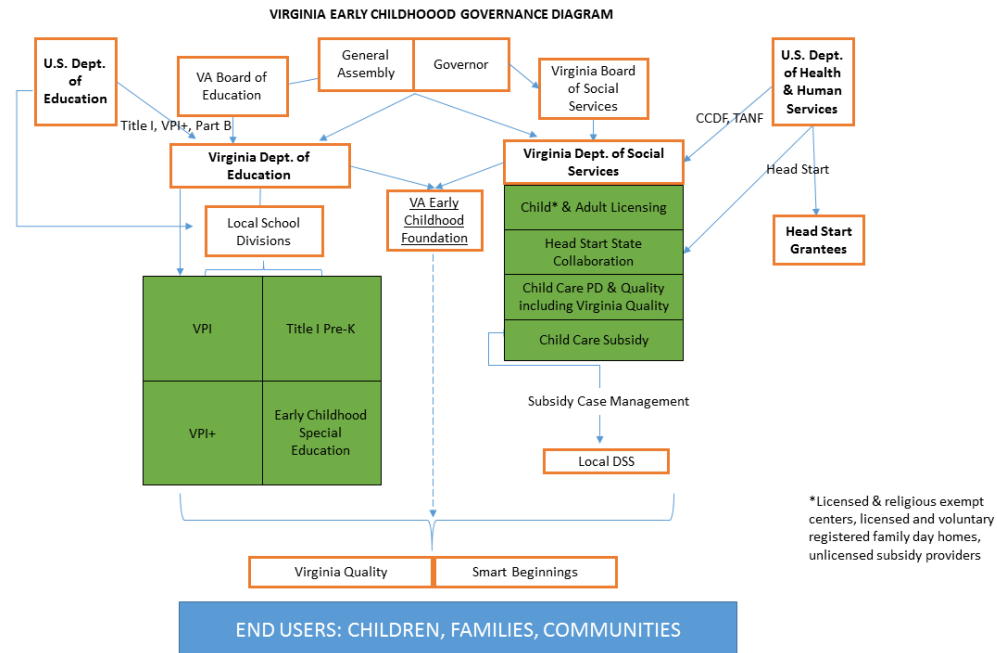 VIRGINIA EARLY CHILDHOOOD GOVERNANCE DIAGRAM
U.S. Dept.
of
Education
VA Board of
Education
General
Assembly
Governor
Virginia Board
of Social
Services
U.S. Dept.
of Health
& Human
Services
Title I, VPI+, Part B
CCDF, TANF
Virginia Dept. of
Education
Virginia Dept. of Social
Services
Head Start
VA Early
Childhood
Foundation
Local School
Divisions
Child* & Adult Licensing
Head Start State
Collaboration
Child Care PD & Quality
including Virginia Quality
Child Care Subsidy
Head Start
Grantees
VPI
Title I Pre-K
VPI+
Early Childhood
Special
Education
Subsidy Case Management
Local DSS
*Licensed & religious exempt
centers, licensed and voluntary
registered family day homes,
unlicensed subsidy providers
Virginia Quality
Smart Beginnings
END USERS: CHILDREN, FAMILIES, COMMUNITIES